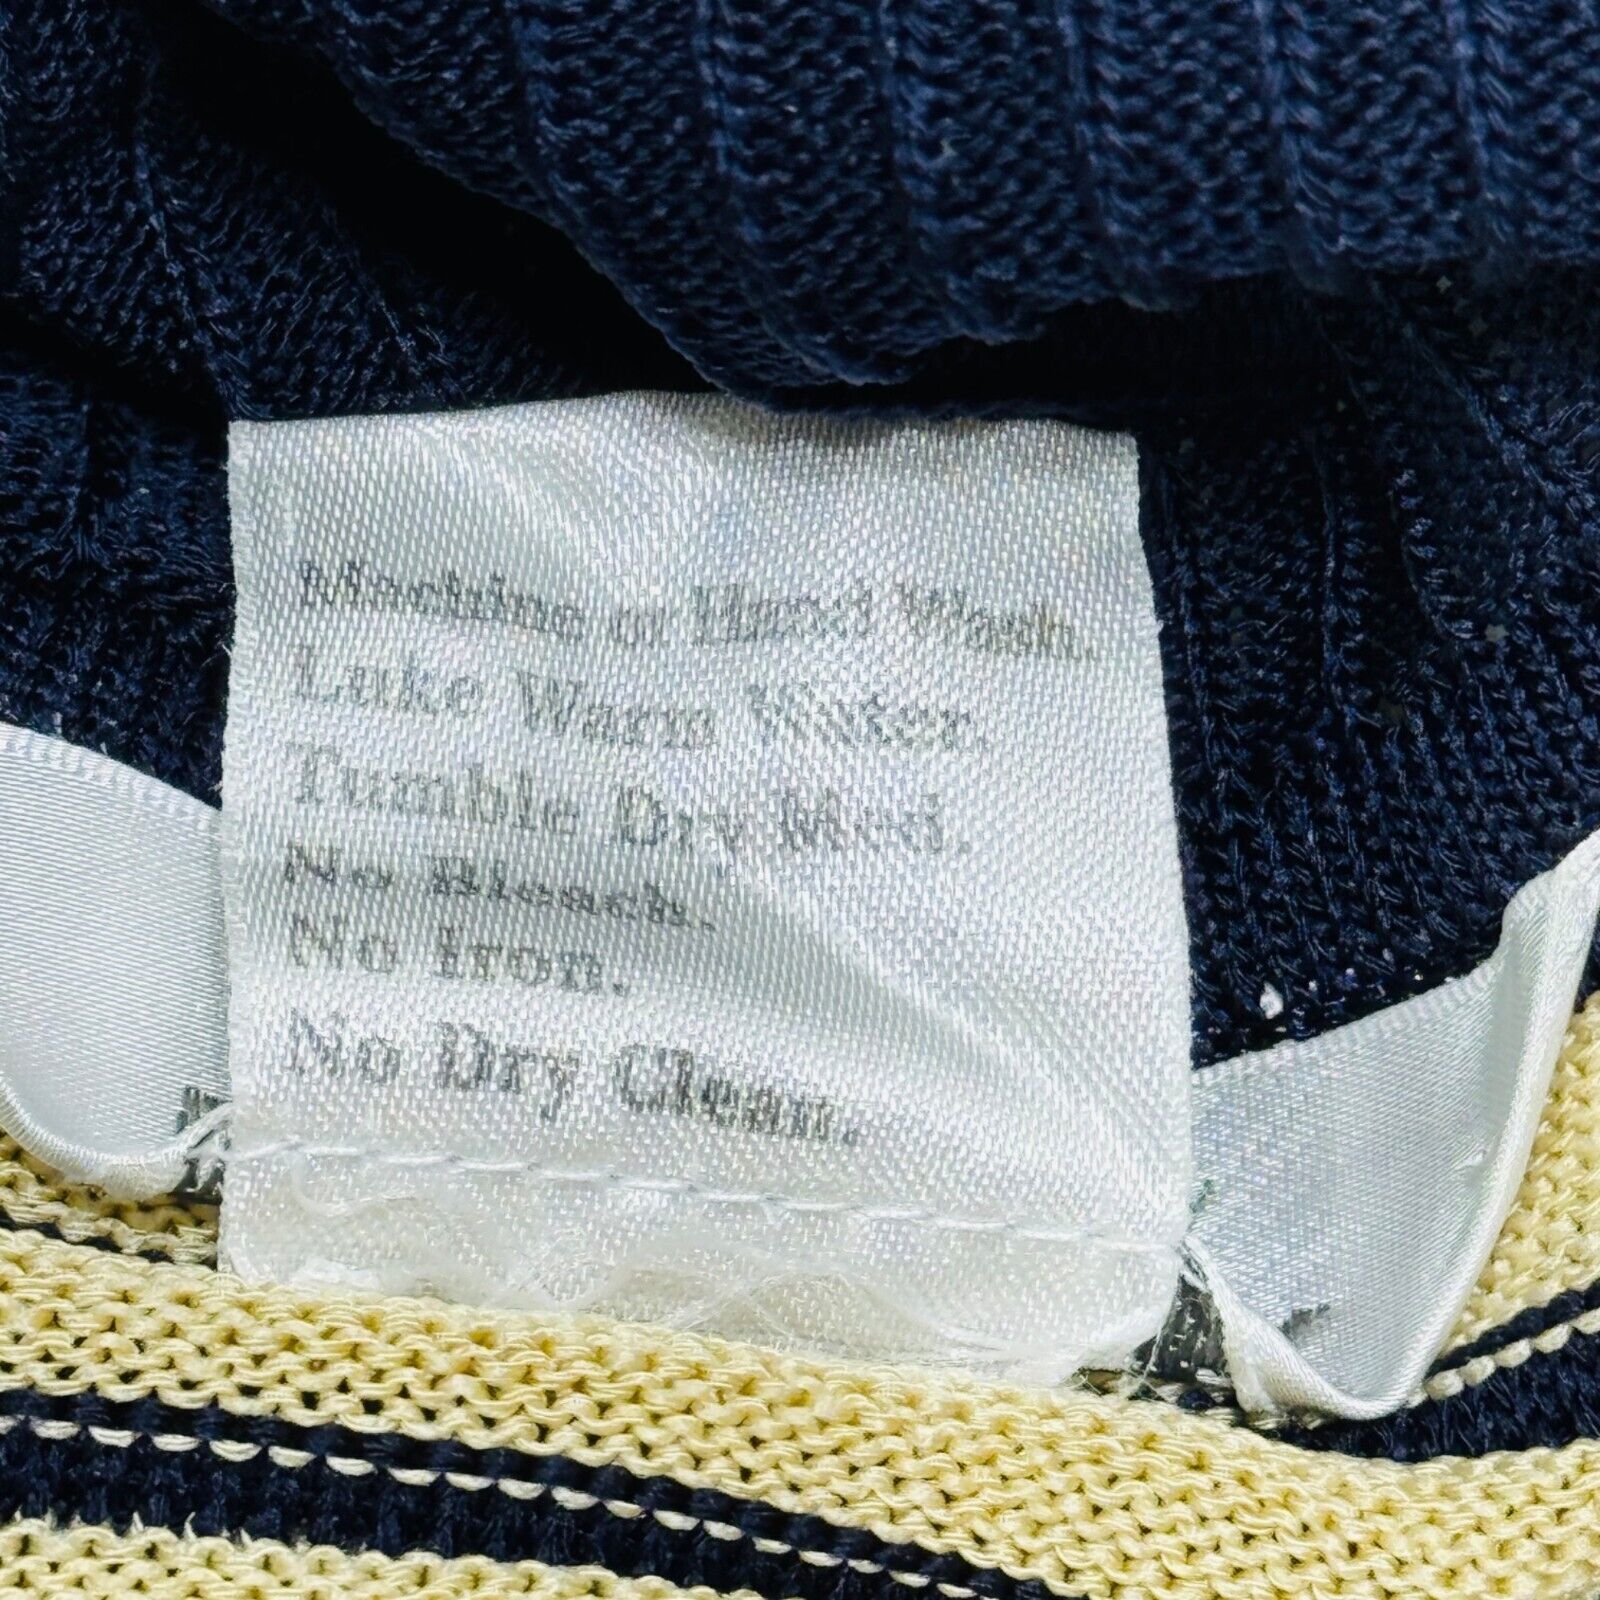 Machine or Hand Wash.
Luke Warm Water.
Tumble Dry Med.
No Bleach.
No Iron.
No Dry Clean.